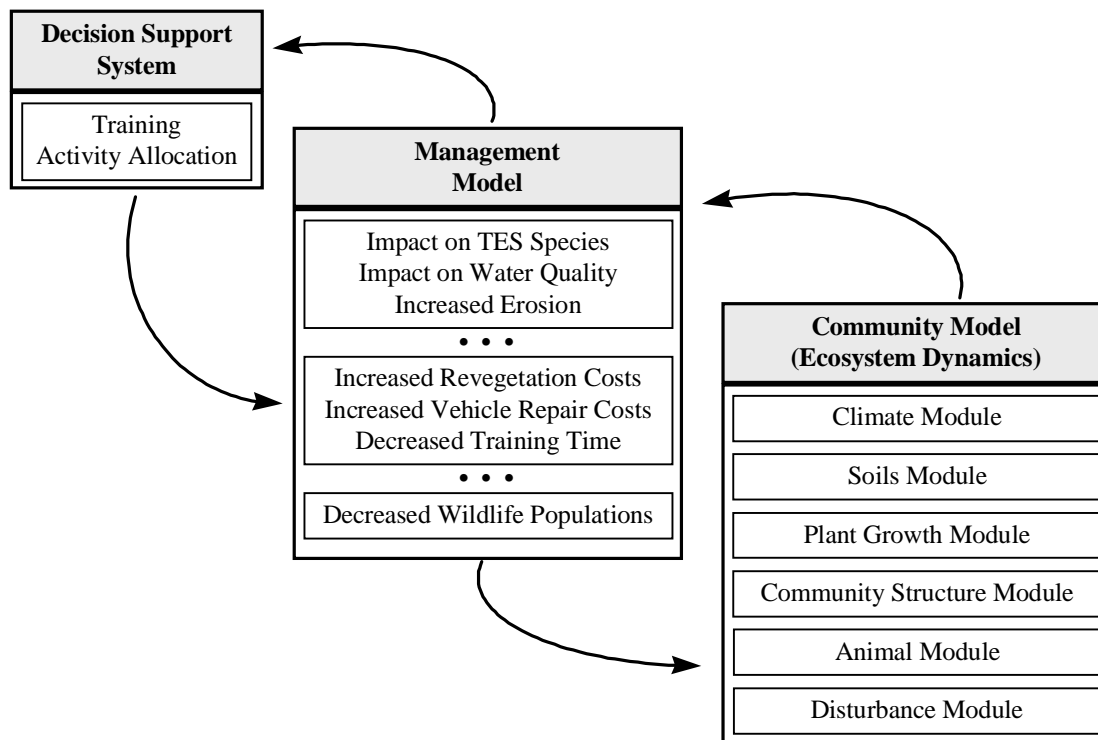 Decision Support
System
Training
Activity Allocation
Management
Model
Impact on TES Species
Impact on Water Quality
Increased Erosion
• • •
Increased Revegetation Costs
Increased Vehicle Repair Costs
Decreased Training Time
• • •
Decreased Wildlife Populations
Community Model
(Ecosystem Dynamics)
Climate Module
Soils Module
Plant Growth Module
Community Structure Module
Animal Module
Disturbance Module